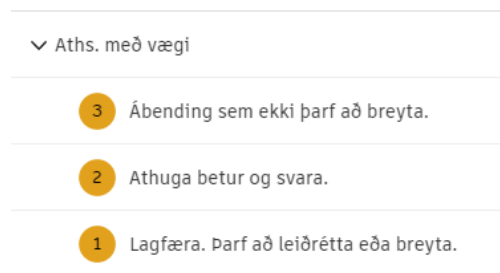 Aths. með vægi
3 Ábending sem ekki þarf að breyta.
2 Athuga betur og svara.
1 Lagfæra. Þarf að leiðrétta eða breyta.